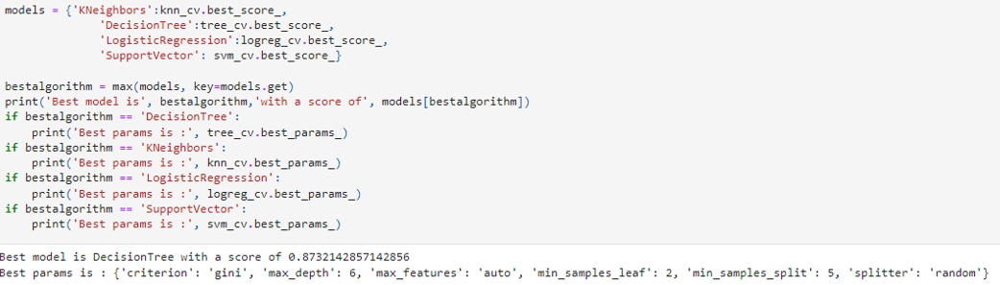 models = {'KNeighbors':knn_cv.best_score_,
'DecisionTree':tree_cv.best_score_,
'LogisticRegression':logreg_cv.best_score_,
'SupportVector': svm_cv.best_score_}
bestalgorithm = max(models, key=models.get)
print('Best model is', bestalgorithm,'with a score of', models[bestalgorithm])
if bestalgorithm == 'DecisionTree':
print('Best params is :', tree_cv.best_params_)
if bestalgorithm == 'KNeighbors':
print('Best params is :', knn_cv.best_params_)
if bestalgorithm == 'LogisticRegression':
print('Best params is :', logreg_cv.best_params_)
if bestalgorithm == 'SupportVector':
print('Best params is :', svm_cv.best_params_)
Best model is DecisionTree with a score of 0.8732142857142856
Best params is : {'criterion': 'gini', 'max_depth': 6, 'max_features': 'auto', 'min_samples_leaf': 2, 'min_samples_split': 5, 'splitter': 'random'}